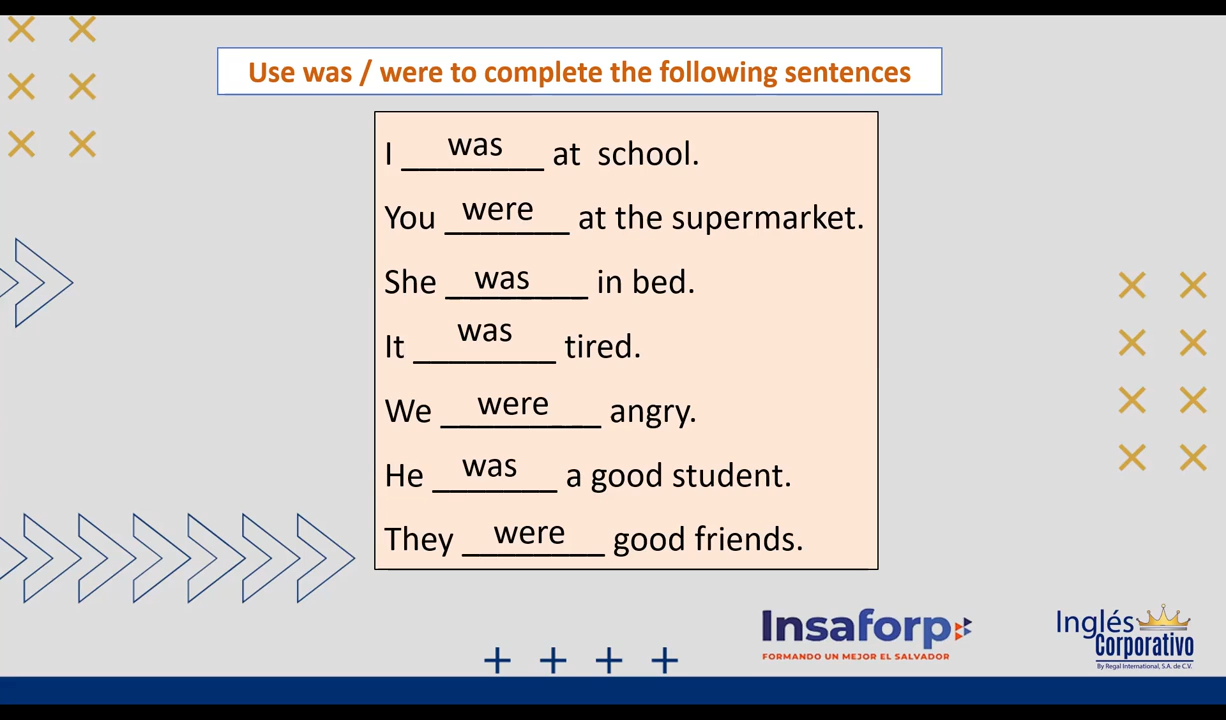 Use was / were to complete the following sentences
I was at school.
You were at the supermarket.
She was in bed.
It was tired.
We were angry.
He was a good student.
They were good friends.
Insaforp
FORMANDO UN MEJOR EL SALVADOR
Inglés
Corporativo
By Regal International, S.A. de C.V.